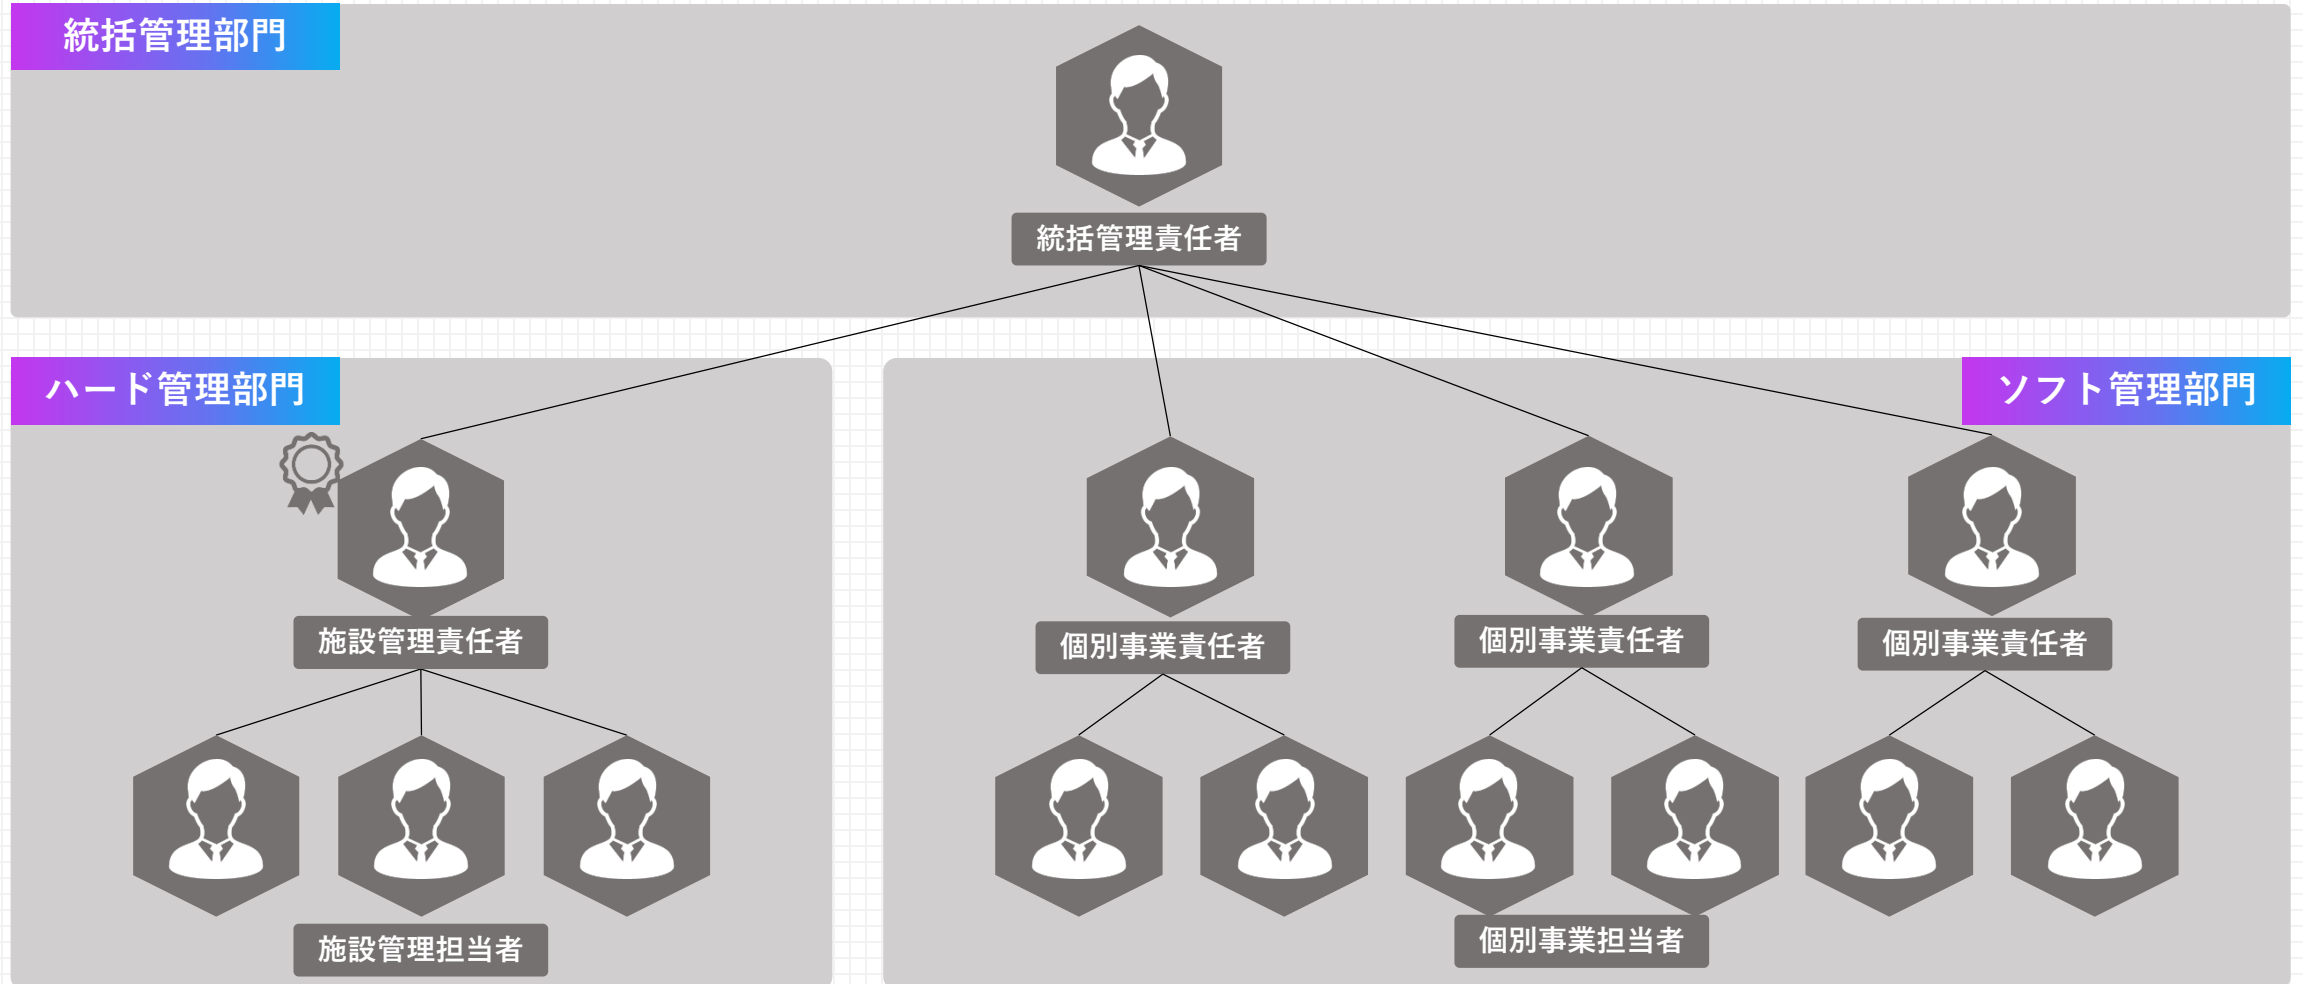 統括管理部門
統括管理責任者
ハード管理部門
ソフト管理部門
施設管理責任者
個別事業責任者
個別事業責任者
個別事業責任者
施設管理担当者
個別事業担当者